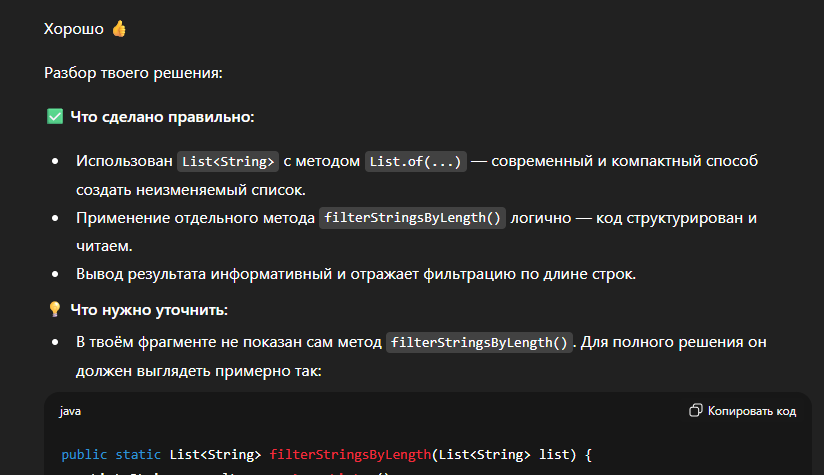 Хорошо 👍
Разбор твоего решения:
✅ Что сделано правильно:
• Использован List<String> с методом List.of(...) — современный и компактный способ
создать неизменяемый список.
• Применение отдельного метода filterStringsByLength() логично — код структурирован и
читаем.
• Вывод результата информативный и отражает фильтрацию по длине строк.
💡 Что нужно уточнить:
• В твоём фрагменте не показан сам метод filterStringsByLength(). Для полного решения он
должен выглядеть примерно так:
java
Копировать код
public static List<String> filterStringsByLength(List<String> list) {